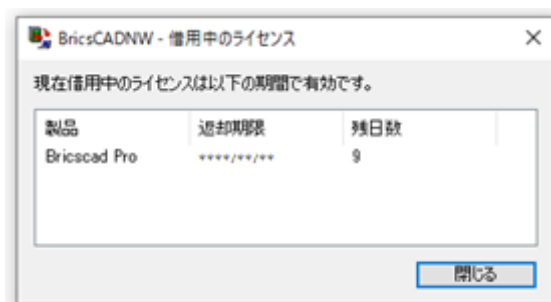 BricsCADNW - 借用中のライセンス
現在借用中のライセンスは以下の期間で有効です。
製品 返却期限 残日数
Bricscad Pro ****/**/** 9
閉じる